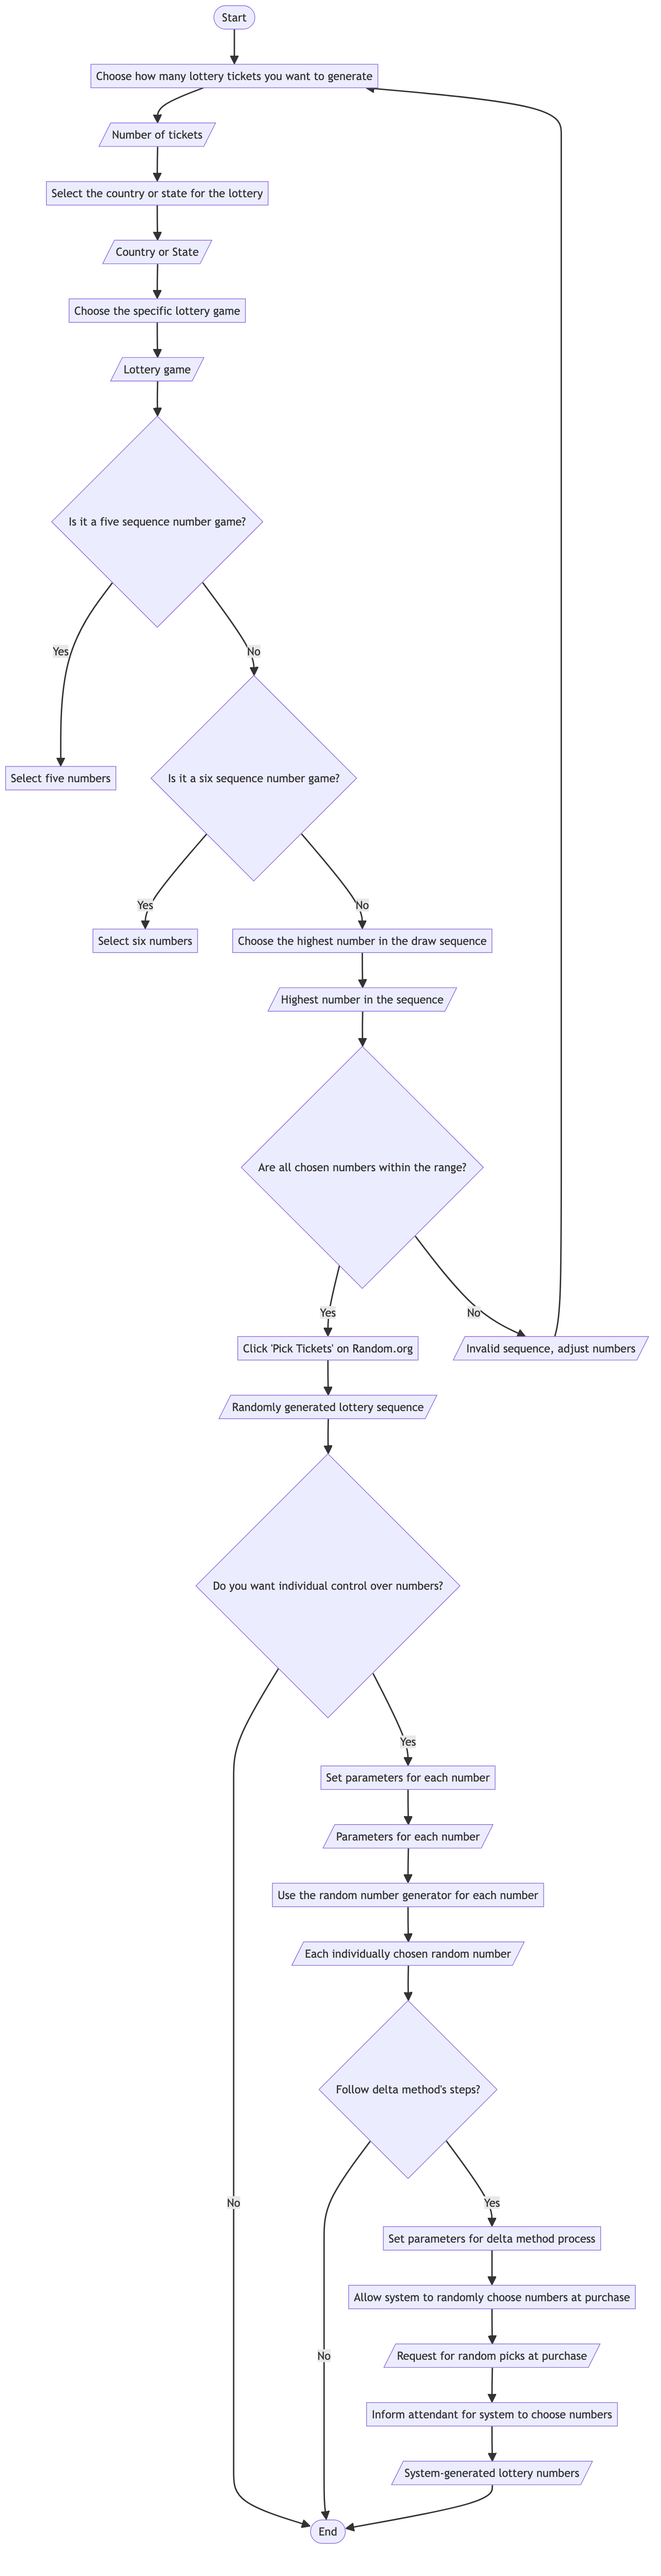 Start
Choose how many lottery tickets you want to generate
Number of tickets
Select the country or state for the lottery
Country or State
Choose the specific lottery game
Lottery game
Is it a five sequence number game?
Yes
No
Select five numbers
Is it a six sequence number game?
Yes
No
Select six numbers
Choose the highest number in the draw sequence
Highest number in the sequence
Are all chosen numbers within the range?
Yes
No
Click 'Pick Tickets' on Random.org
Invalid sequence, adjust numbers
Randomly generated lottery sequence
Do you want individual control over numbers?
Yes
Set parameters for each number
Parameters for each number
Use the random number generator for each number
Each individually chosen random number
Follow delta method's steps?
No
Yes
Set parameters for delta method process
Allow system to randomly choose numbers at purchase
No
Request for random picks at purchase
Inform attendant for system to choose numbers
System-generated lottery numbers
End